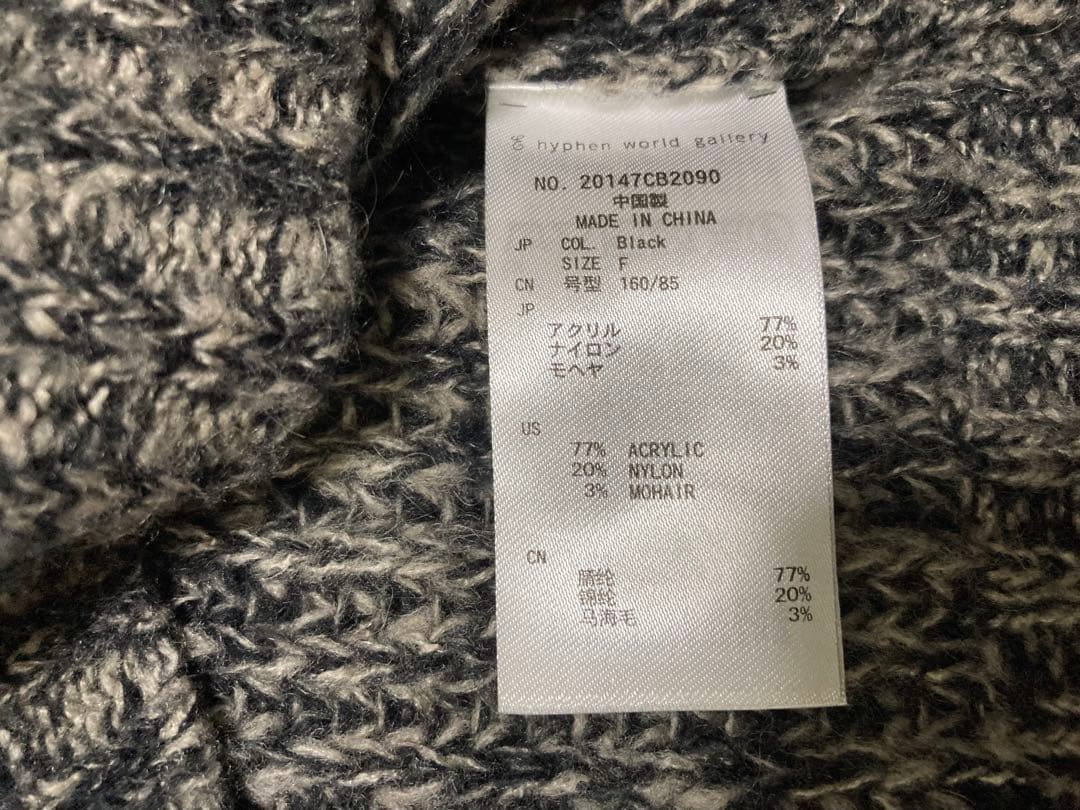 hyphen world gallery
NO. 20147CB2090
中国製
MADE IN CHINA
JP COL. Black
SIZE F
CN 号型 160/85
JP
アクリル 77%
ナイロン 20%
モヘヤ 3%
US
77% ACRYLIC
20% NYLON
3% MOHAIR
CN
腈纶 77%
锦纶 20%
马海毛 3%